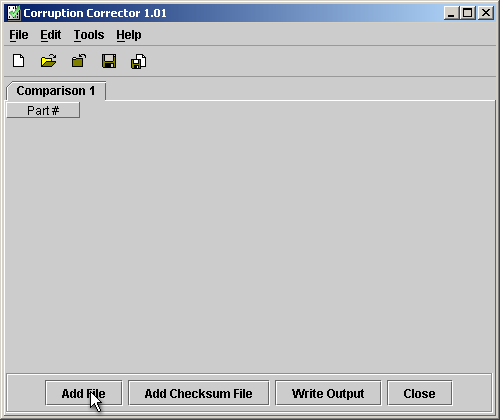 Corruption Corrector 1.01
File Edit Tools Help
Comparison 1
Part #
Add File Add Checksum File Write Output Close